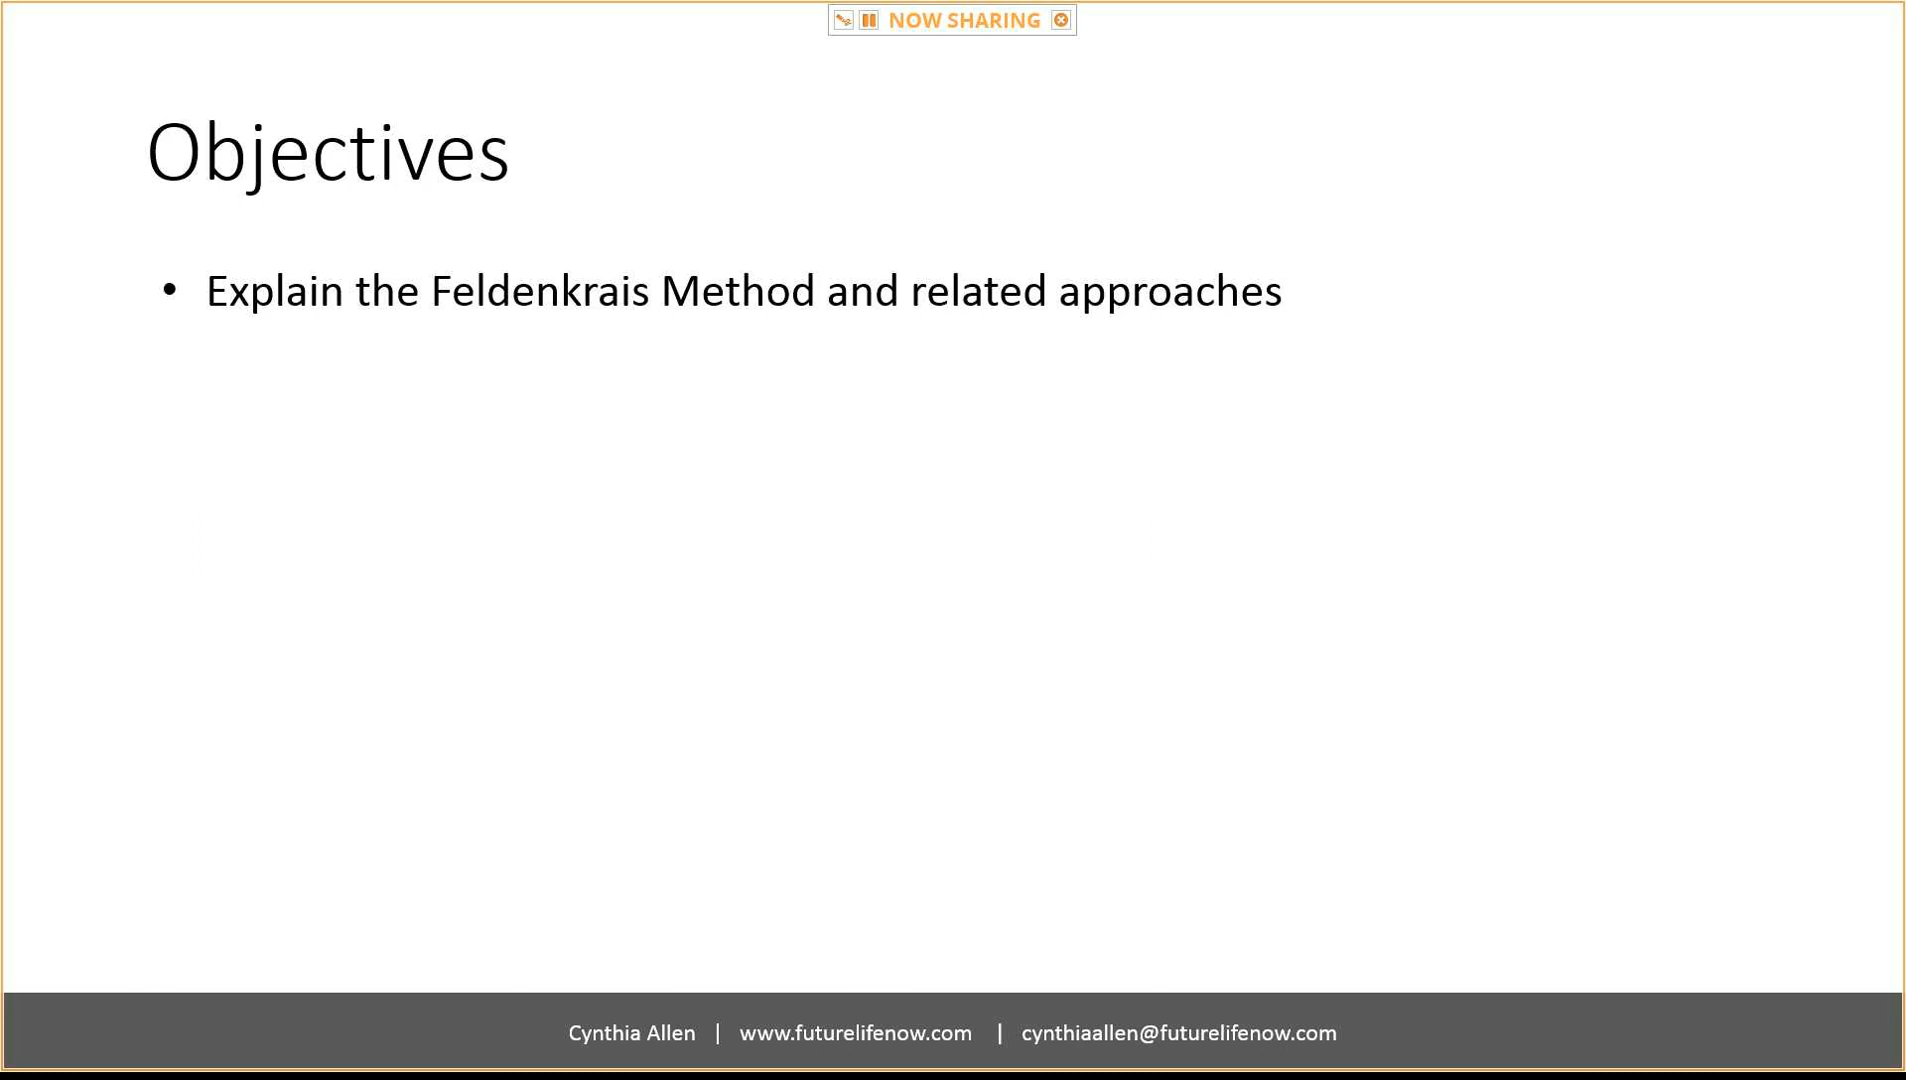 NOW SHARING
Objectives
• Explain the Feldenkrais Method and related approaches
Cynthia Allen | www.futurelifenow.com | cynthiaallen@futurelifenow.com